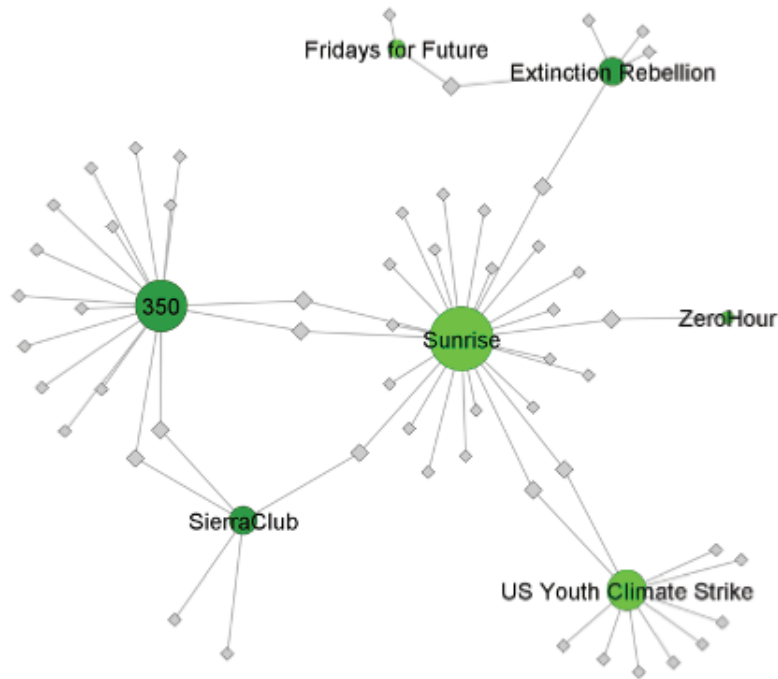 Fridays for Future
Extinction Rebellion
350
Sunrise
ZeroHour
SierraClub
US Youth Climate Strike